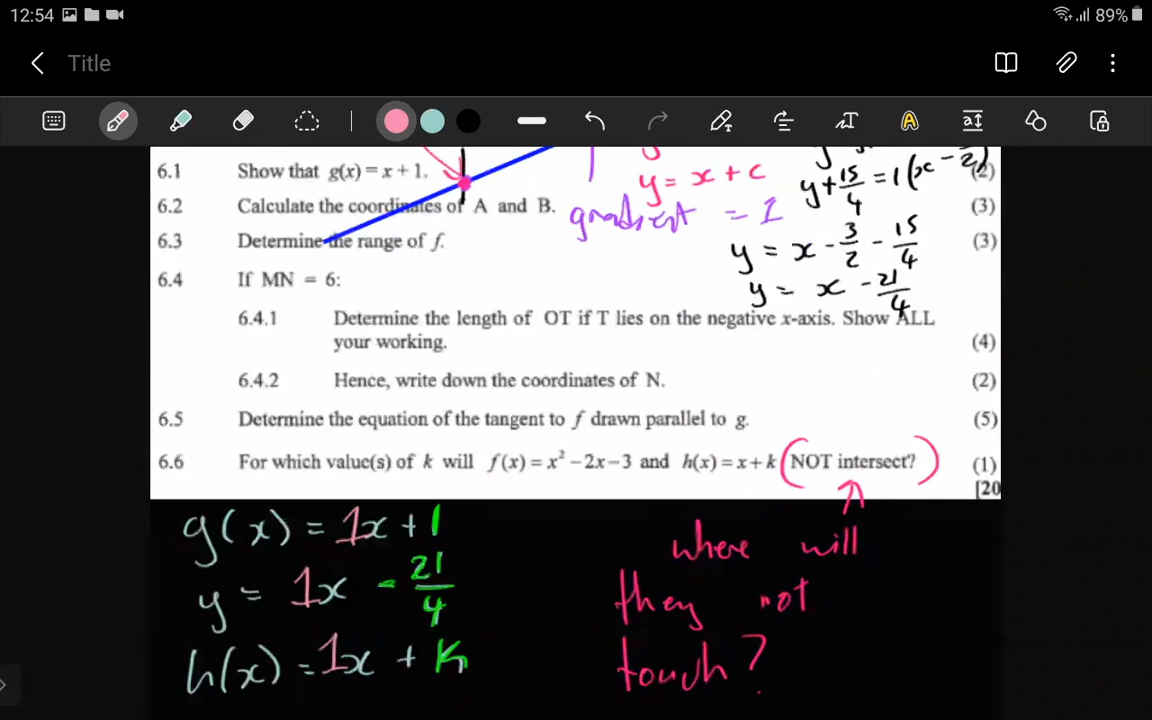 12:54 89%
Title
6.1 Show that g(x) = x + 1. (2)
6.2 Calculate the coordinates of A and B. (3)
6.3 Determine the range of f. (3)
6.4 If MN = 6:
6.4.1 Determine the length of OT if T lies on the negative x-axis. Show ALL
your working. (4)
6.4.2 Hence, write down the coordinates of N. (2)
6.5 Determine the equation of the tangent to f drawn parallel to g. (5)
6.6 For which value(s) of k will f(x) = x² − 2x − 3 and h(x) = x + k (NOT intersect?) (1)
[20
y = x + c
gradient = 1
y + 15/4 = 1(x −
y = x − 3/2 − 15/4
y = x − 21/4
g(x) = 1x + 1
y = 1x − 21/4
h(x) = 1x + k
where will
they not
touch?